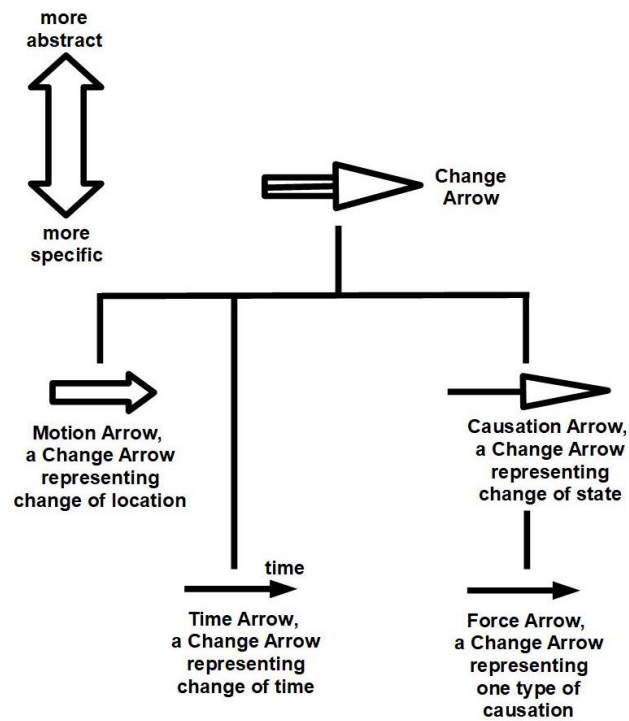 more
abstract
more
specific
Change
Arrow
Motion Arrow,
a Change Arrow
representing
change of location
Causation Arrow,
a Change Arrow
representing
change of state
time
Time Arrow,
a Change Arrow
representing
change of time
Force Arrow,
a Change Arrow
representing
one type of
causation